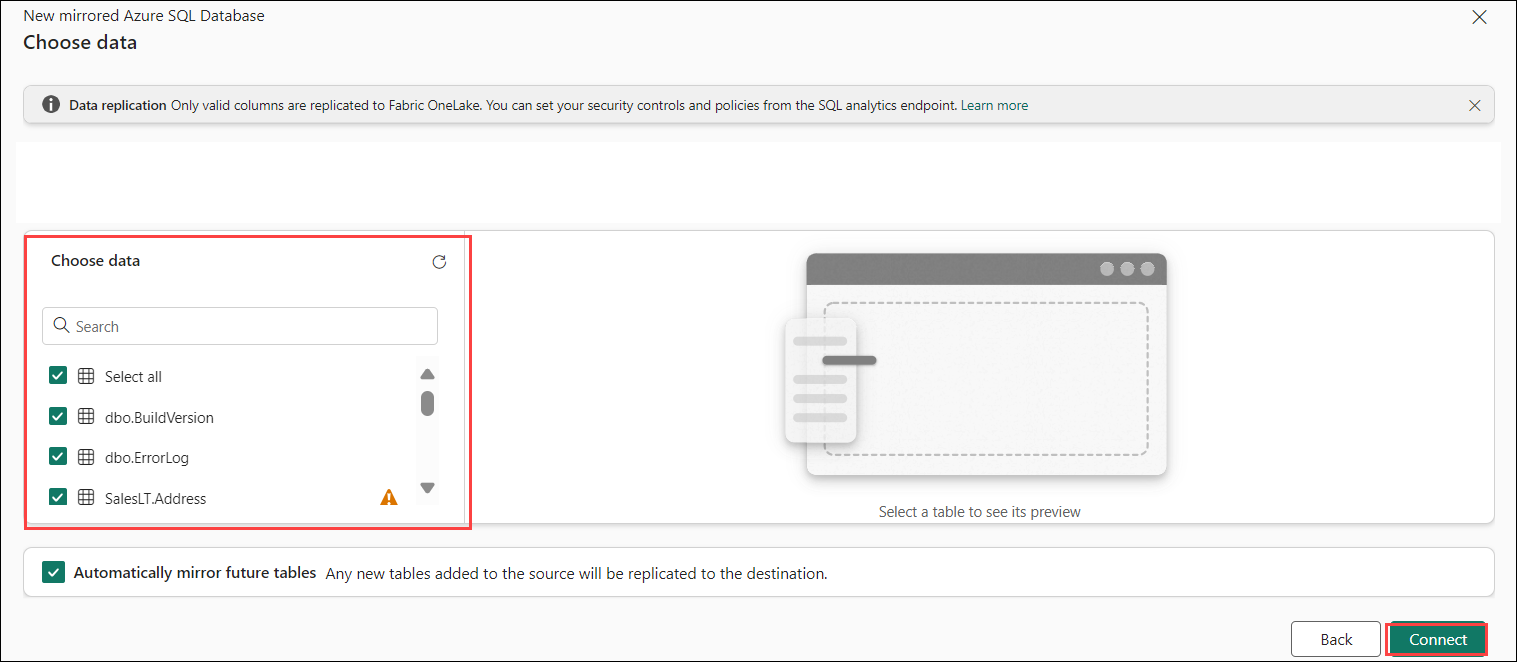 New mirrored Azure SQL Database
Choose data
Data replication Only valid columns are replicated to Fabric OneLake. You can set your security controls and policies from the SQL analytics endpoint. Learn more
Choose data
Search
Select all
dbo.BuildVersion
dbo.ErrorLog
SalesLT.Address
Select a table to see its preview
Automatically mirror future tables Any new tables added to the source will be replicated to the destination.
Back
Connect